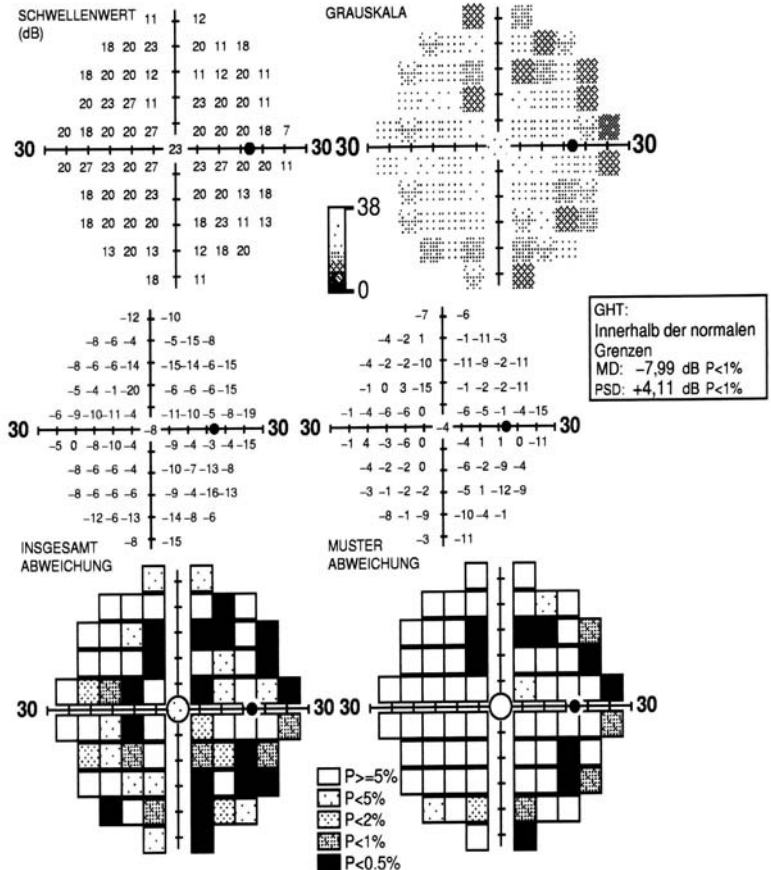 SCHWELLENWERT
(dB)
11 12
18 20 23 20 11 18
18 20 20 12 11 12 20 11
20 23 27 11 23 20 20 11
20 18 20 20 27 20 20 20 18 7
30 23 30
20 27 20 20 27 23 27 20 20 11
18 20 23 20 20 13 18
18 20 20 20 18 23 11 13
13 20 13 12 18 20
18 11
GRAUSKALA
30 30
38
0
-12 -10
-8 -6 -4 -5 -15 -8
-8 -6 -6 -14 -15 -14 -6 -15
-5 -4 -1 -20 -5 -6 -6 -15
-6 -9 -10 -11 -4 -11 -10 -5 -8 -19
30 -8 30
-5 0 -8 -10 -4 -9 -4 -3 -4 -15
-8 -6 -4 -10 -7 -13 -8
-8 -6 -6 -6 -9 -4 -16 -13
-12 -6 -13 -14 -8 -6
-8 -15
-7 -6
-4 -2 1 -1 -11 -3
-4 -2 -2 -10 -11 -9 -2 -11
-1 0 3 -15 -1 -2 -2 -11
-1 -4 -6 -6 0 -6 -5 -1 -4 -15
30 -4 30
-1 4 -3 -6 0 -4 1 1 0 -11
-4 -2 0 -6 -2 -9 -4
-3 -1 -2 -2 -5 1 -12 -9
-8 -1 -9 -10 -4 -1
-3 -11
GHT:
Innerhalb der normalen
Grenzen
MD: -7,99 dB P<1%
PSD: +4,11 dB P<1%
INSGESAMT
ABWEICHUNG
30 30
MUSTER
ABWEICHUNG
30 30
P>=5%
P<5%
P<2%
P<1%
P<0.5%